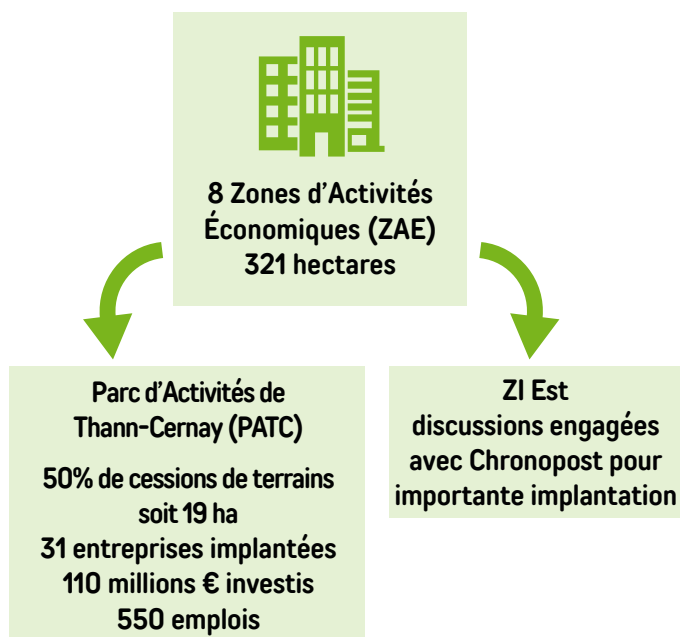 8 Zones d'Activités
Économiques (ZAE)
321 hectares
Parc d'Activités de
Thann-Cernay (PATC)
50% de cessions de terrains
soit 19 ha
31 entreprises implantées
110 millions € investis
550 emplois
ZI Est
discussions engagées
avec Chronopost pour
importante implantation